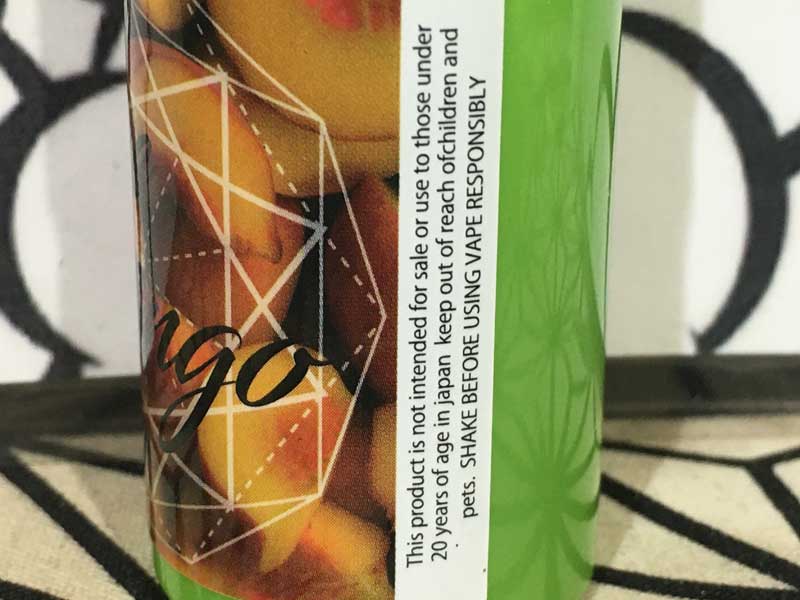 ngo
This product is not intended for sale or use to those under
20 years of age in japan keep out of reach ofchildren and
pets. SHAKE BEFORE USING VAPE RESPONSIBLY